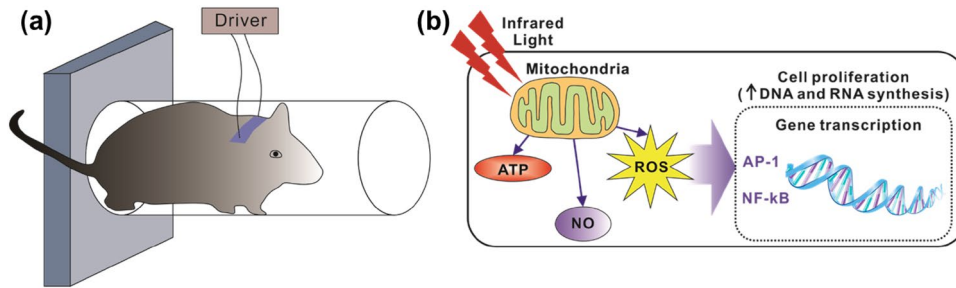 (a)
Driver
(b)
Infrared
Light
Mitochondria
ATP
NO
ROS
Cell proliferation
(↑DNA and RNA synthesis)
Gene transcription
AP-1
NF-kB